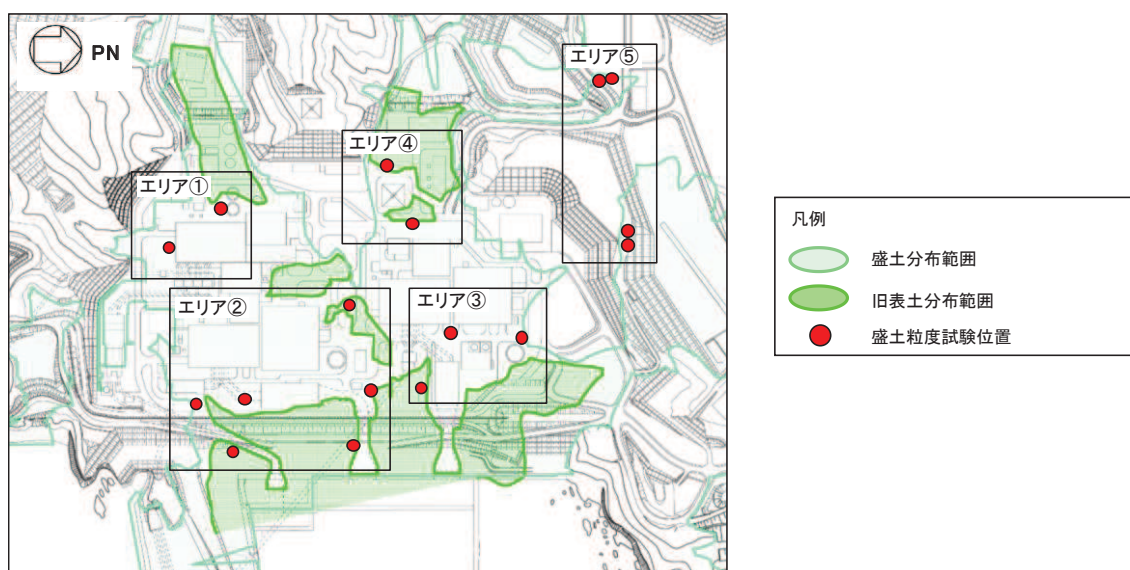 PN
エリア⑤
エリア④
エリア①
エリア②
エリア③
凡例
盛土分布範囲
旧表土分布範囲
盛土粒度試験位置